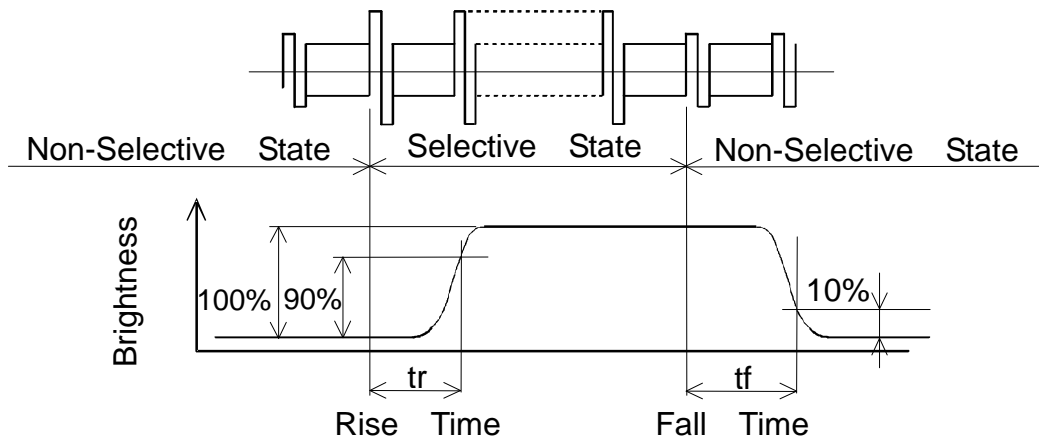 Non-Selective State Selective State Non-Selective State
Brightness
100% 90% 10%
tr tf
Rise Time Fall Time